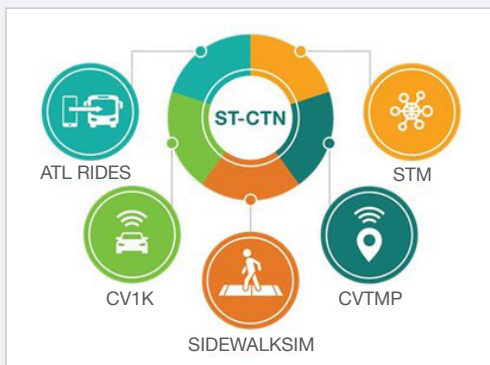 ST-CTN
ATL RIDES
STM
CV1K
CVTMP
SIDEWALKSIM